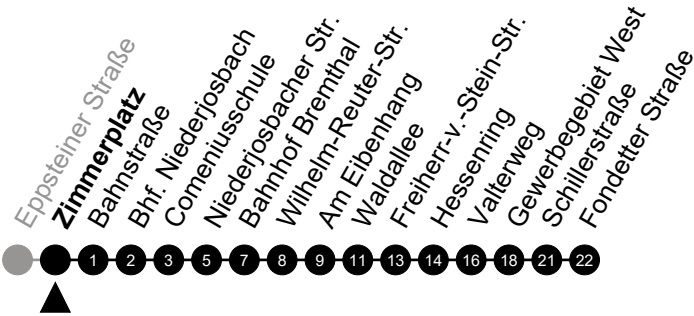 Eppsteiner Straße
Zimmerplatz
Bahnstraße
Bhf. Niederjosbach
Comeniusschule
Niederjosbacher Str.
Bahnhof Bremthal
Wilhelm-Reuter-Str.
Am Eibenhang
Waldallee
Freiherr-v.-Stein-Str.
Hessenring
Valterweg
Gewerbegebiet West
Schillerstraße
Fondetter Straße
1 2 3 5 7 8 9 11 13 14 16 18 21 22